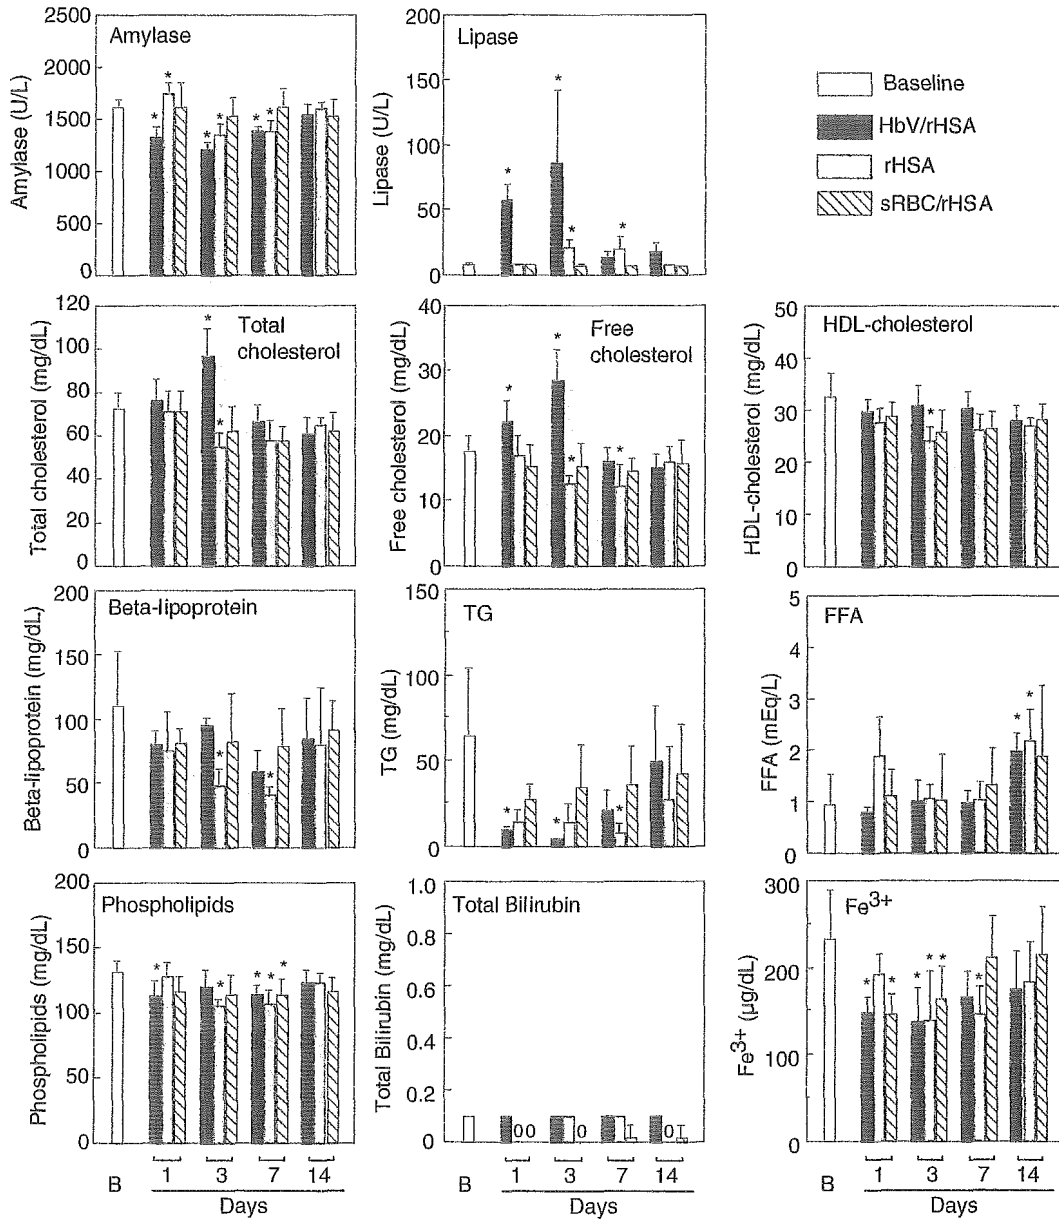 Amylase
Amylase (U/L)
2500
2000
1500
1000
500
0
* * * * * *
Lipase
Lipase (U/L)
200
150
100
50
0
* * * *
Baseline
HbV/rHSA
rHSA
sRBC/rHSA
Total
cholesterol
Total cholesterol (mg/dL)
120
100
80
60
40
20
0
* *
Free
cholesterol
Free cholesterol (mg/dL)
40
30
20
10
0
* * * *
HDL-cholesterol
HDL-cholesterol (mg/dL)
50
40
30
20
10
0
*
Beta-lipoprotein
Beta-lipoprotein (mg/dL)
200
150
100
50
0
* *
TG
TG (mg/dL)
150
100
50
0
* * *
FFA
FFA (mEq/L)
5
4
3
2
1
0
* *
Phospholipids
Phospholipids (mg/dL)
200
150
100
50
0
* * * * *
B 1 3 7 14
Days
Total Bilirubin
Total Bilirubin (mg/dL)
1.0
0.8
0.6
0.4
0.2
0
00 0 0
B 1 3 7 14
Days
Fe3+
Fe3+ (µg/dL)
300
200
100
0
* * * * * *
B 1 3 7 14
Days